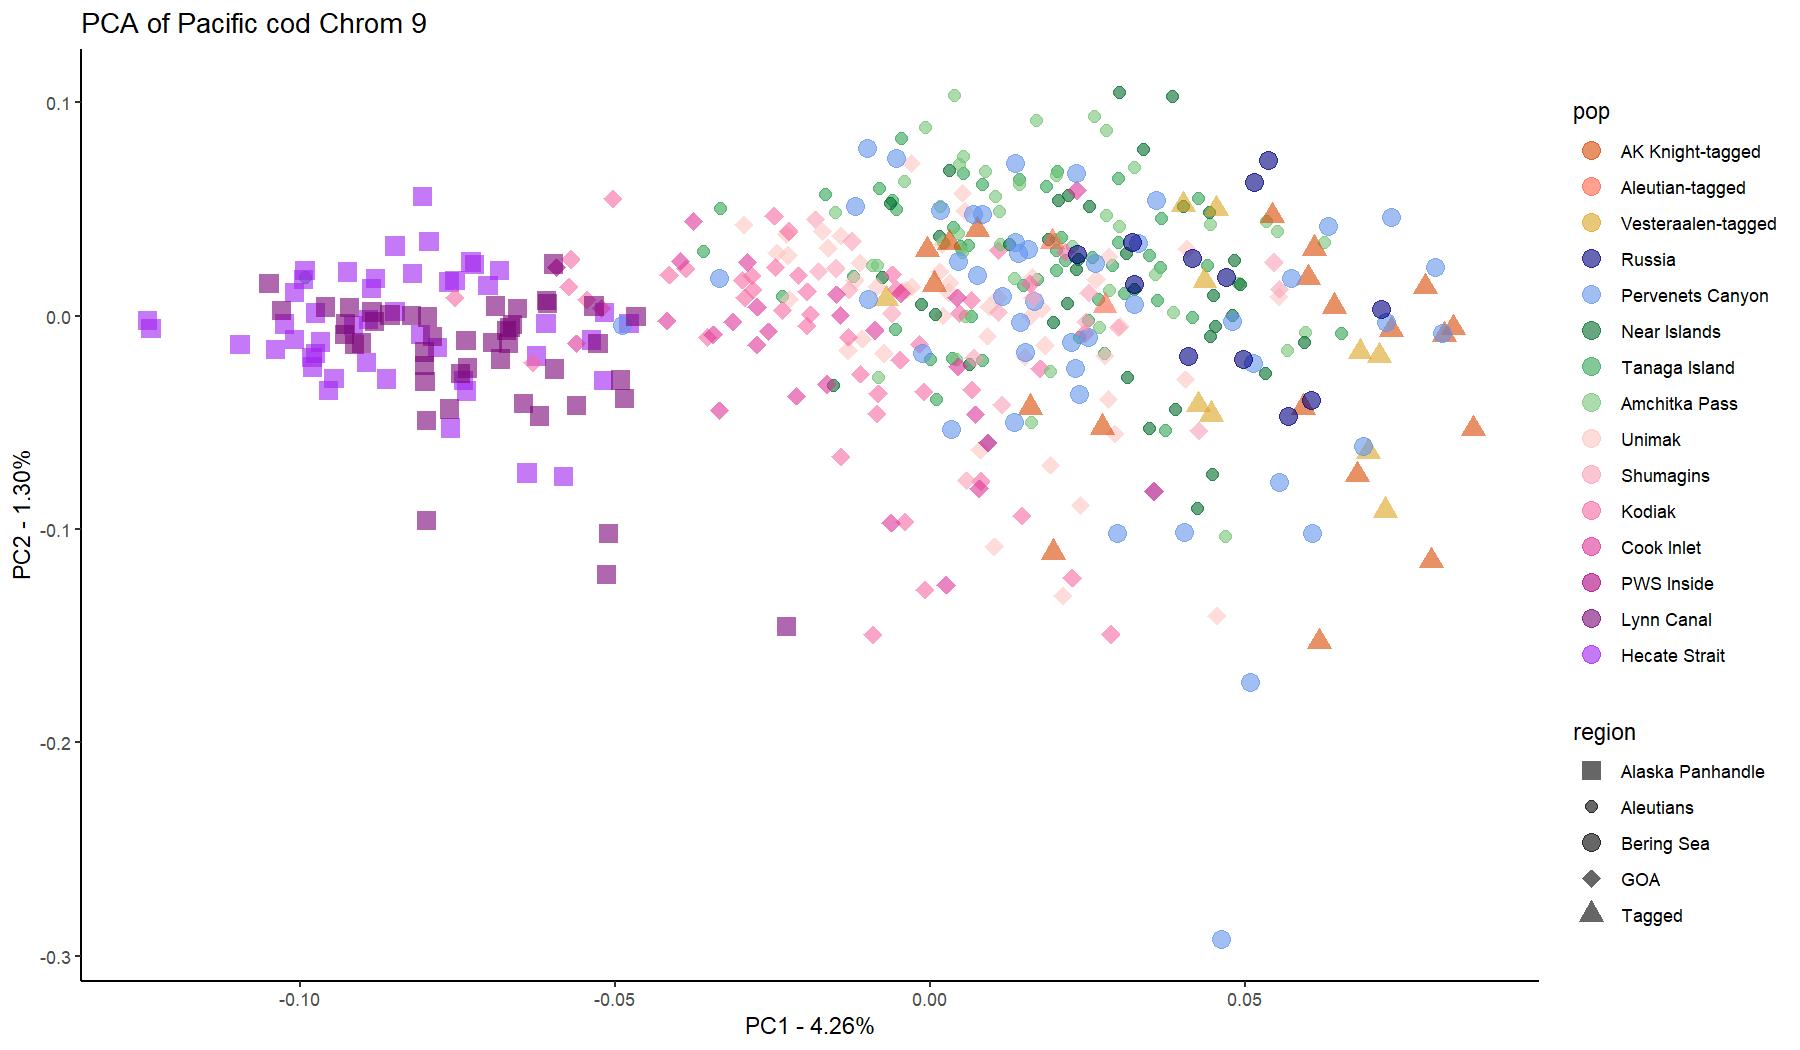 PCA of Pacific cod Chrom 9
0.1
0.0
-0.1
-0.2
-0.3
PC2 - 1.30%
-0.10
-0.05
0.00
0.05
PC1 - 4.26%
pop
AK Knight-tagged
Aleutian-tagged
Vesteraalen-tagged
Russia
Pervenets Canyon
Near Islands
Tanaga Island
Amchitka Pass
Unimak
Shumagins
Kodiak
Cook Inlet
PWS Inside
Lynn Canal
Hecate Strait
region
Alaska Panhandle
Aleutians
Bering Sea
GOA
Tagged